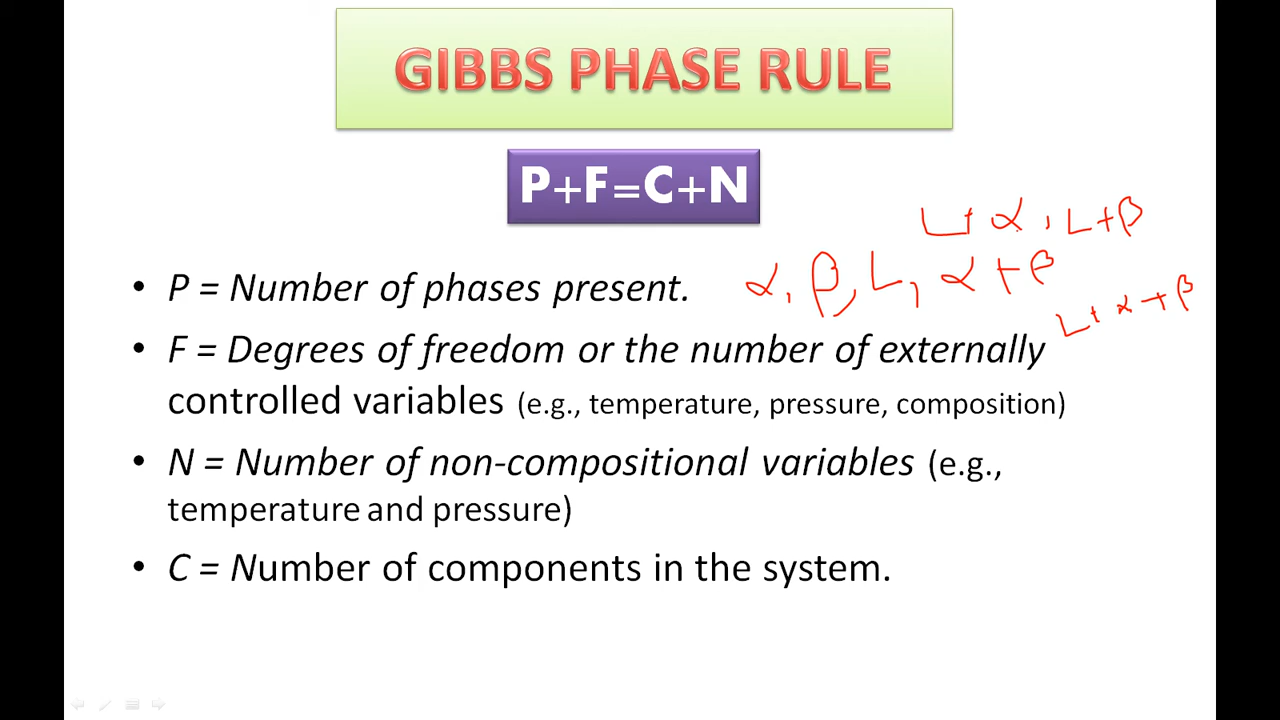 GIBBS PHASE RULE
P+F=C+N
L+α, L+β
• P = Number of phases present.
α, β, L, α+β
L+α+β
• F = Degrees of freedom or the number of externally
controlled variables (e.g., temperature, pressure, composition)
• N = Number of non-compositional variables (e.g.,
temperature and pressure)
• C = Number of components in the system.